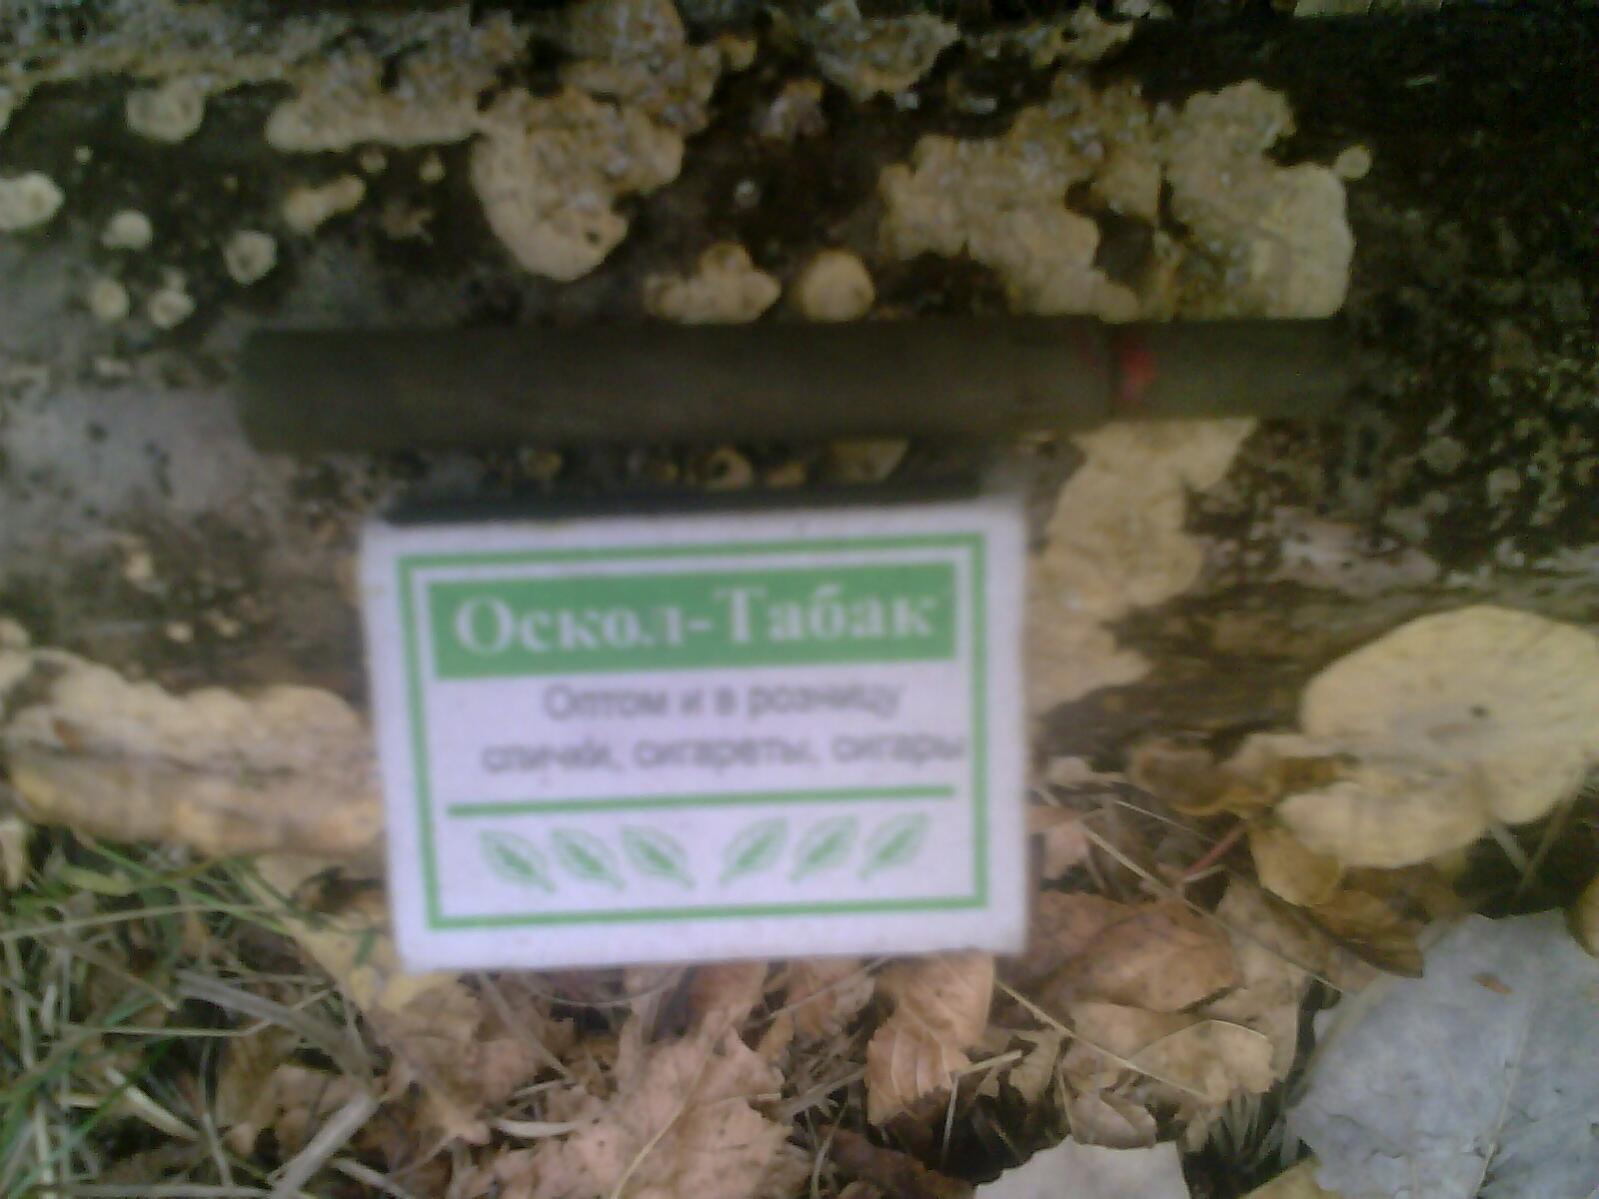 Оскол-Табак
Оптом и в розницу
спички, сигареты, сигары